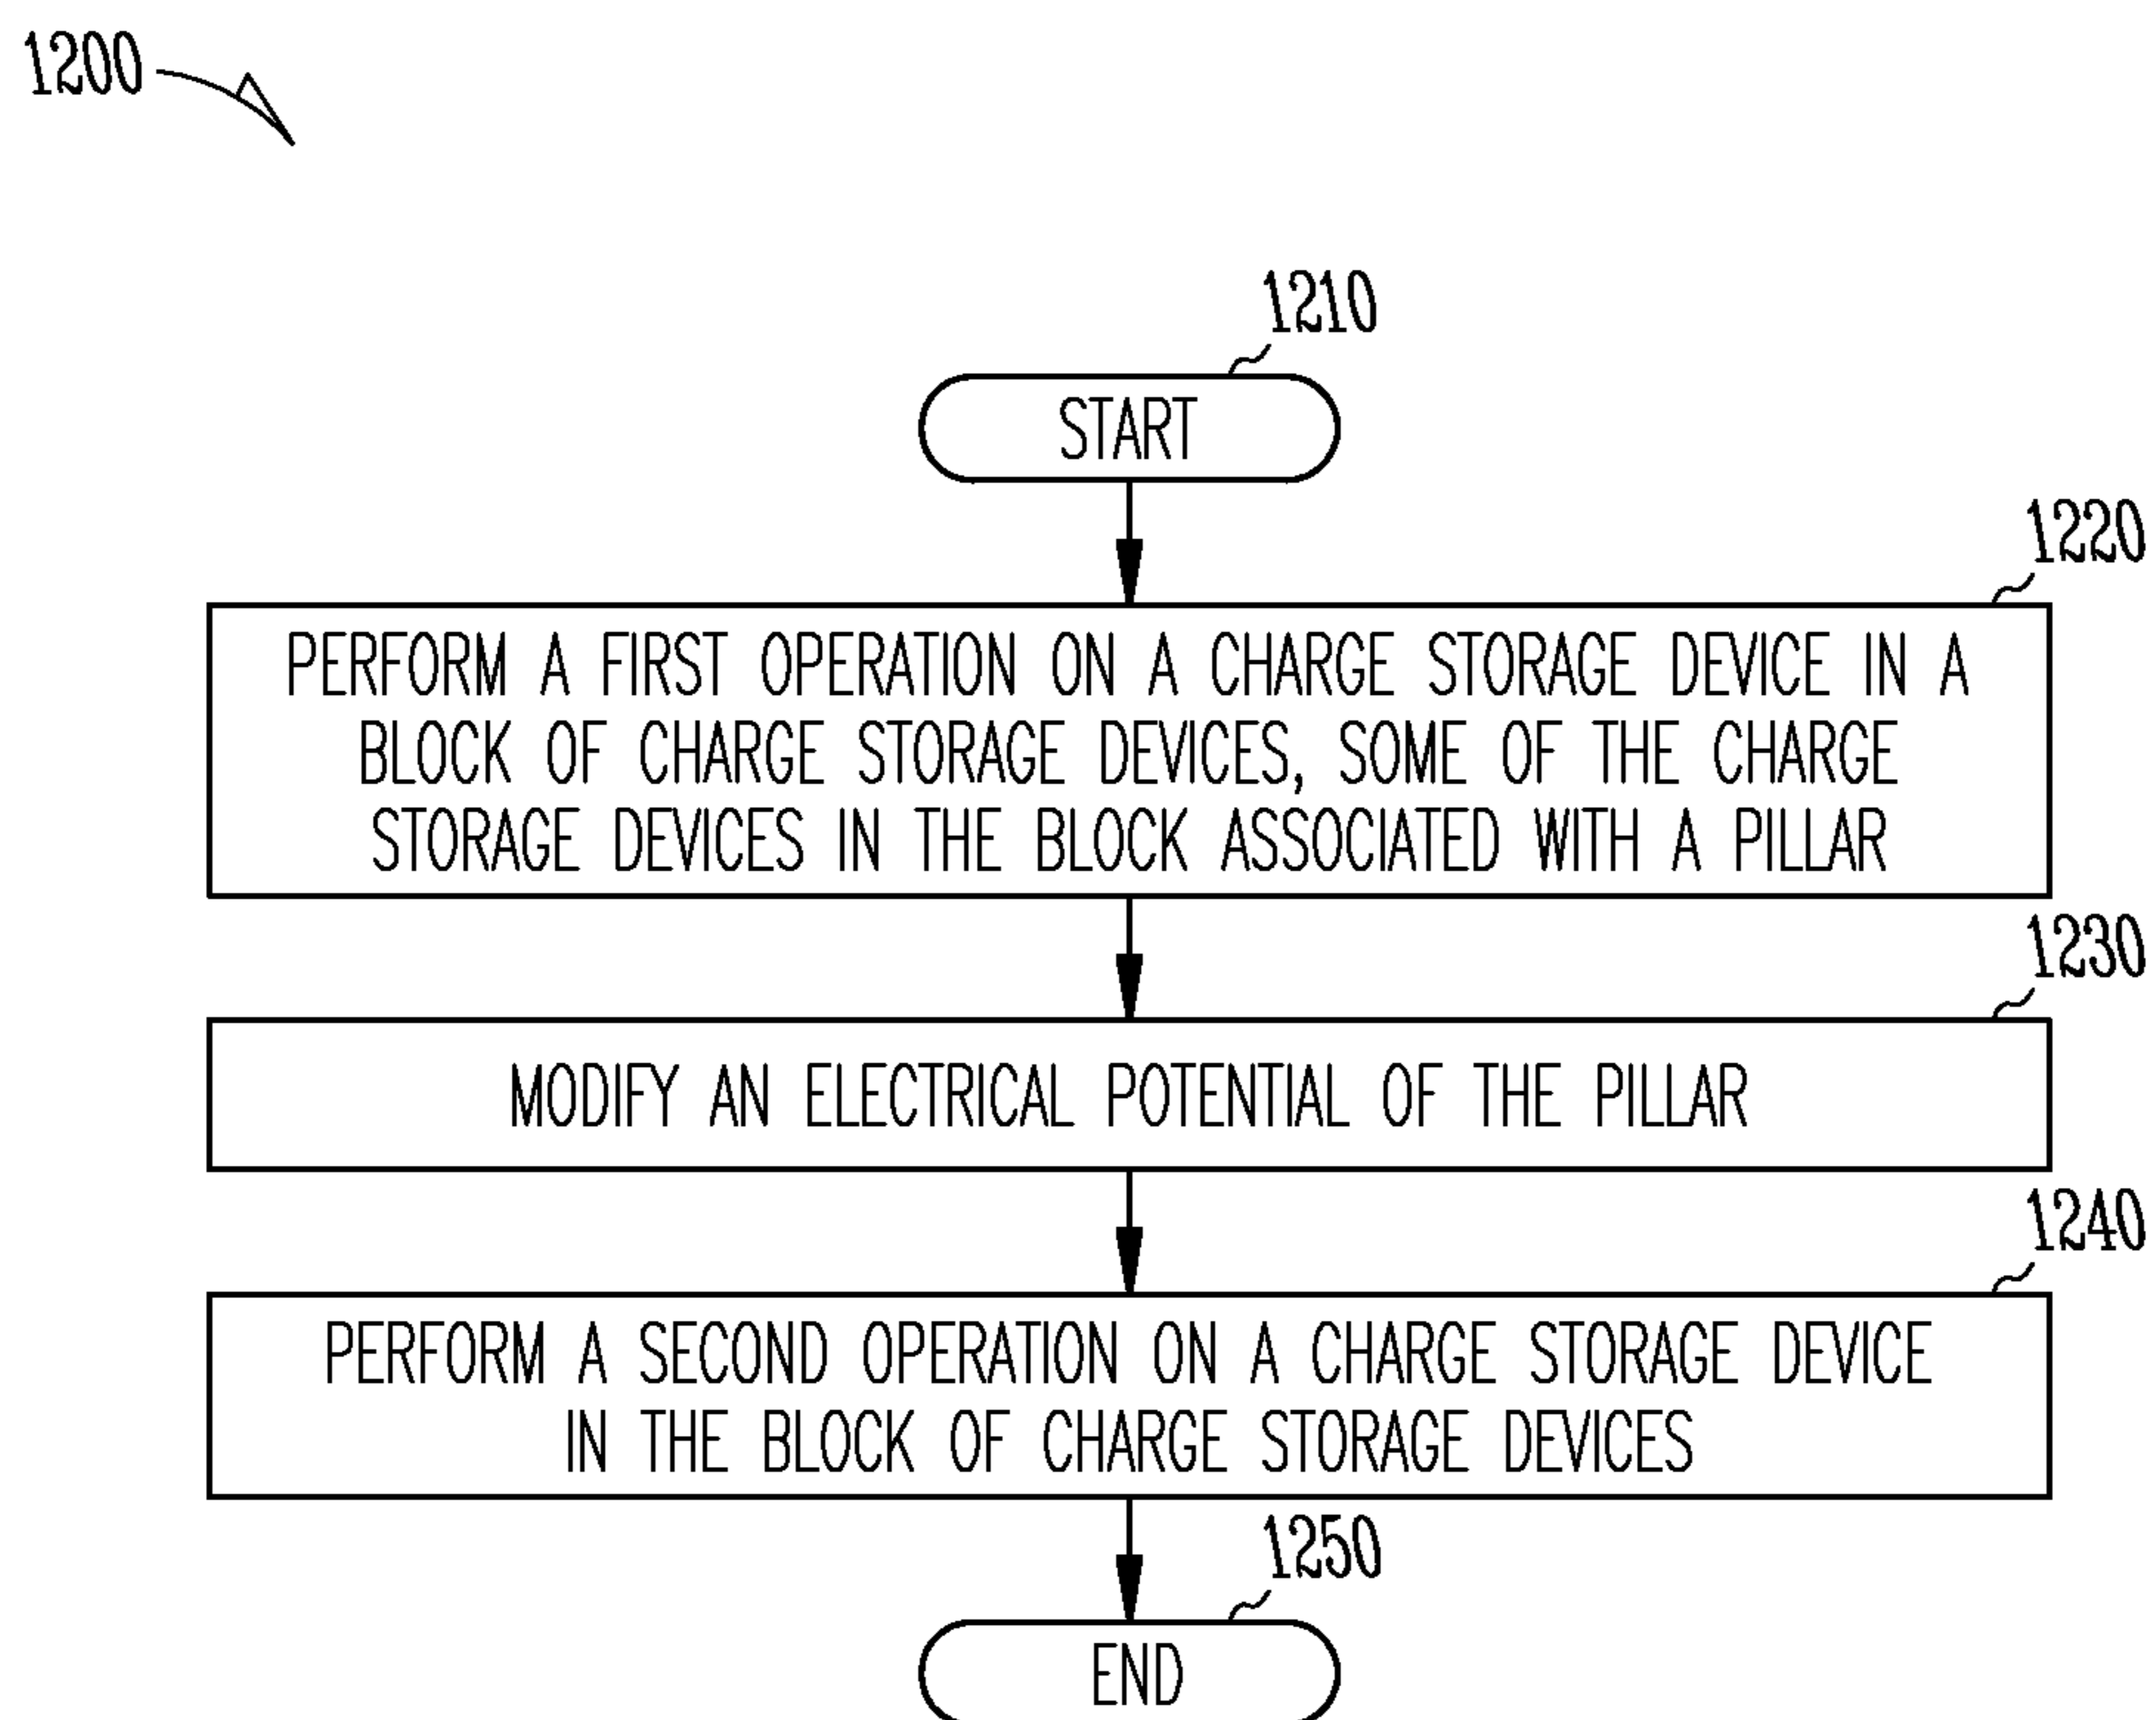 1200
1210
START
1220
PERFORM A FIRST OPERATION ON A CHARGE STORAGE DEVICE IN A
BLOCK OF CHARGE STORAGE DEVICES, SOME OF THE CHARGE
STORAGE DEVICES IN THE BLOCK ASSOCIATED WITH A PILLAR
1230
MODIFY AN ELECTRICAL POTENTIAL OF THE PILLAR
1240
PERFORM A SECOND OPERATION ON A CHARGE STORAGE DEVICE
IN THE BLOCK OF CHARGE STORAGE DEVICES
1250
END